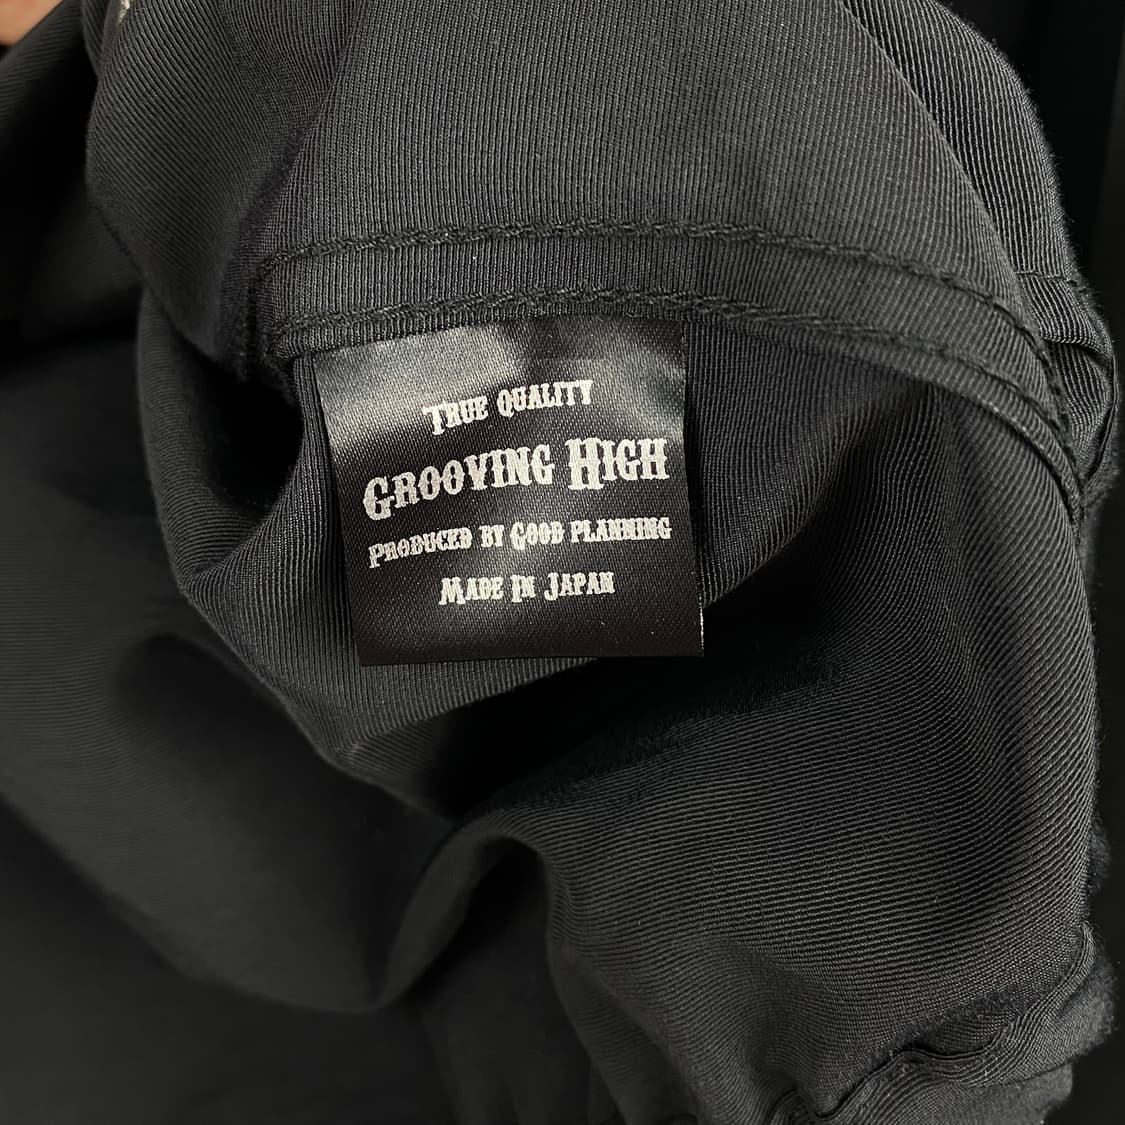 True quality
Grooving High
Produced by Good planning
Made In Japan